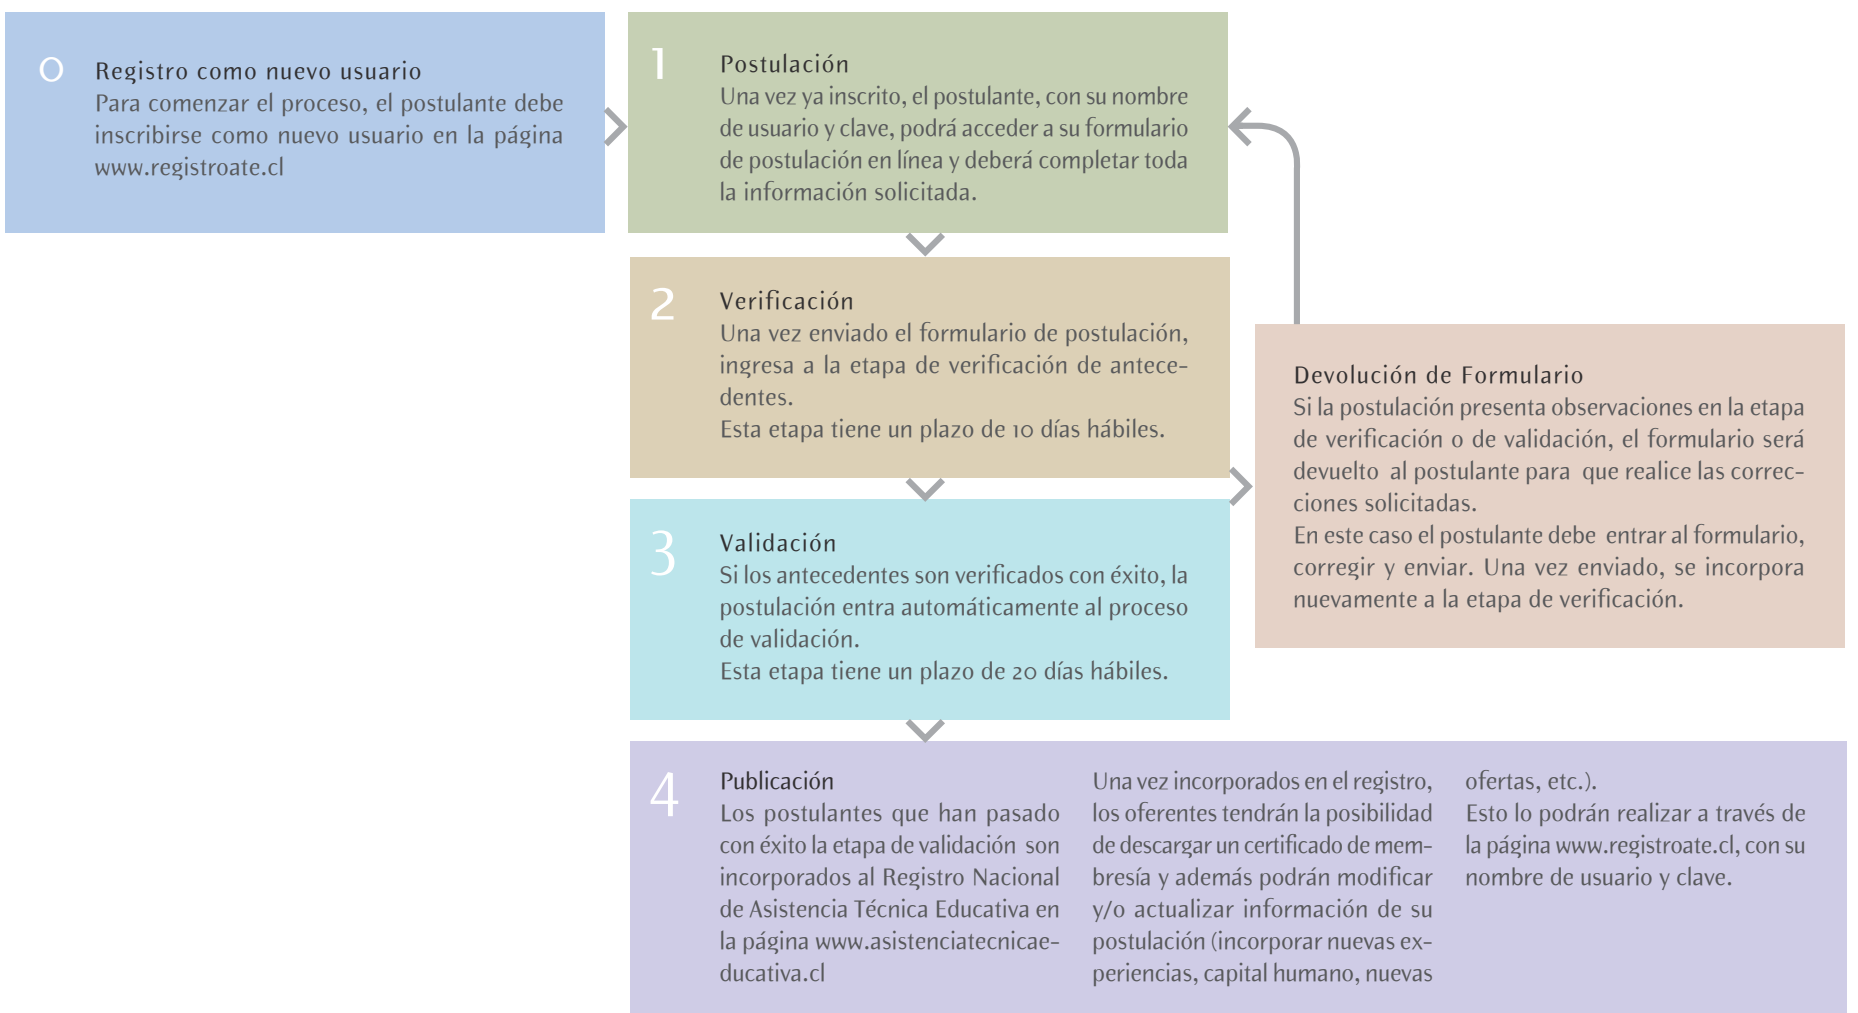 0
Registro como nuevo usuario
Para comenzar el proceso, el postulante debe
inscribirse como nuevo usuario en la página
www.registroate.cl
1
Postulación
Una vez ya inscrito, el postulante, con su nombre
de usuario y clave, podrá acceder a su formulario
de postulación en línea y deberá completar toda
la información solicitada.
2
Verificación
Una vez enviado el formulario de postulación,
ingresa a la etapa de verificación de antece-
dentes.
Esta etapa tiene un plazo de 10 días hábiles.
3
Validación
Si los antecedentes son verificados con éxito, la
postulación entra automáticamente al proceso
de validación.
Esta etapa tiene un plazo de 20 días hábiles.
Devolución de Formulario
Si la postulación presenta observaciones en la etapa
de verificación o de validación, el formulario será
devuelto al postulante para que realice las correc-
ciones solicitadas.
En este caso el postulante debe entrar al formulario,
corregir y enviar. Una vez enviado, se incorpora
nuevamente a la etapa de verificación.
4
Publicación
Los postulantes que han pasado
con éxito la etapa de validación son
incorporados al Registro Nacional
de Asistencia Técnica Educativa en
la página www.asistenciatecnicae-
ducativa.cl
Una vez incorporados en el registro,
los oferentes tendrán la posibilidad
de descargar un certificado de mem-
bresía y además podrán modificar
y/o actualizar información de su
postulación (incorporar nuevas ex-
periencias, capital humano, nuevas
ofertas, etc.).
Esto lo podrán realizar a través de
la página www.registroate.cl, con su
nombre de usuario y clave.